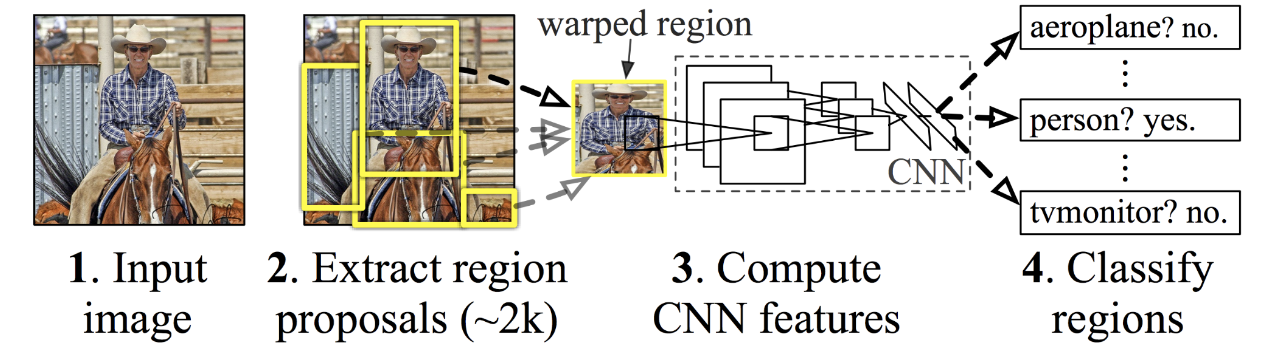 warped region
aeroplane? no.
person? yes.
CNN
tvmonitor? no.
1. Input
image
2. Extract region
proposals (~2k)
3. Compute
CNN features
4. Classify
regions